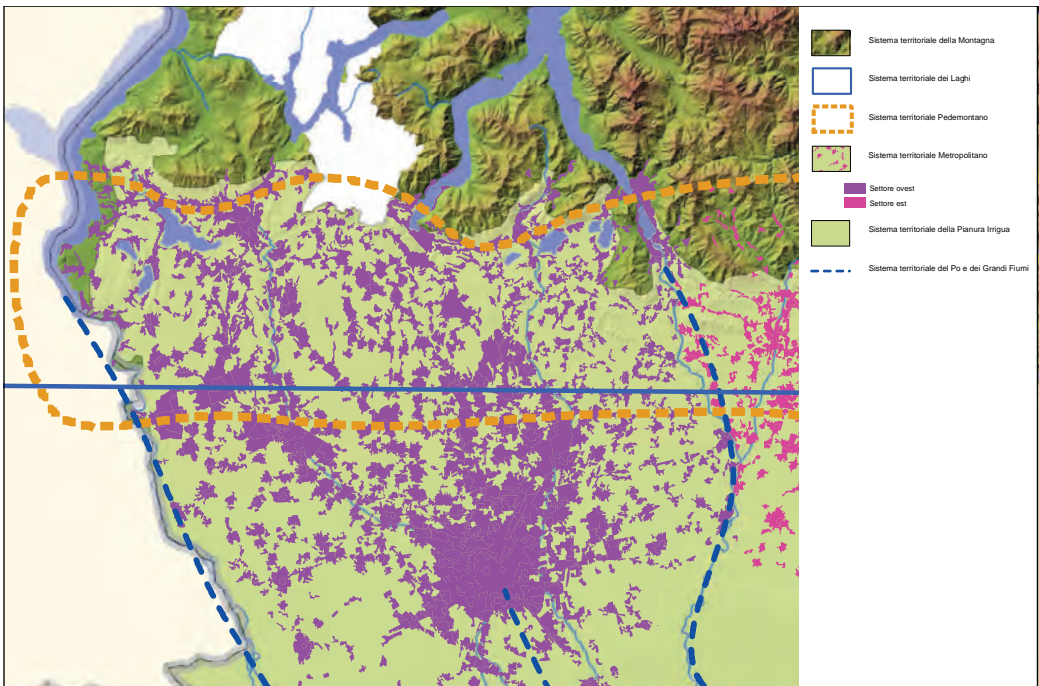 Sistema territoriale della Montagna
Sistema territoriale dei Laghi
Sistema territoriale Pedemontano
Sistema territoriale Metropolitano
Settore ovest
Settore est
Sistema territoriale della Pianura Irrigua
Sistema territoriale del Po e dei Grandi Fiumi